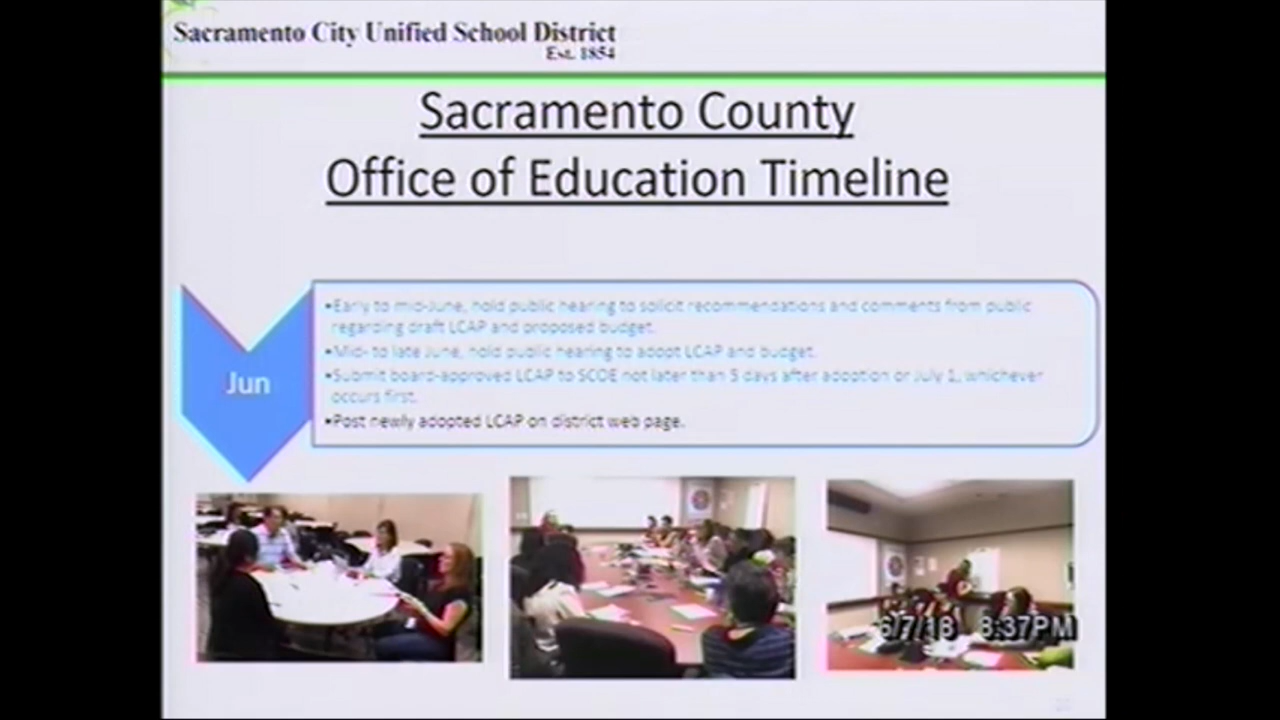 Sacramento City Unified School District
Est. 1854
Sacramento County
Office of Education Timeline
Jun
•Early to mid-June, hold public hearing to solicit recommendations and comments from public
regarding draft LCAP and proposed budget.
•Mid- to late June, hold public hearing to adopt LCAP and budget.
•Submit board-approved LCAP to SCOE not later than 5 days after adoption or July 1, whichever
occurs first.
•Post newly adopted LCAP on district web page.
6/7/18 8:37PM